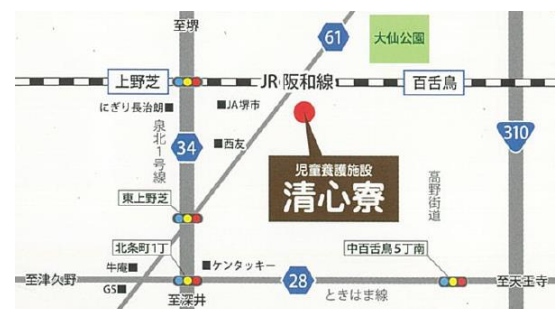 至堺
61
大仙公園
上野芝
JR阪和線
百舌鳥
にぎり長治朗
JA堺市
泉北1号線
34
西友
310
児童養護施設
清心寮
高野街道
東上野芝
北条町1丁
牛庵
ケンタッキー
中百舌鳥5丁南
至津久野
GS
28
至天王寺
至深井
ときはま線